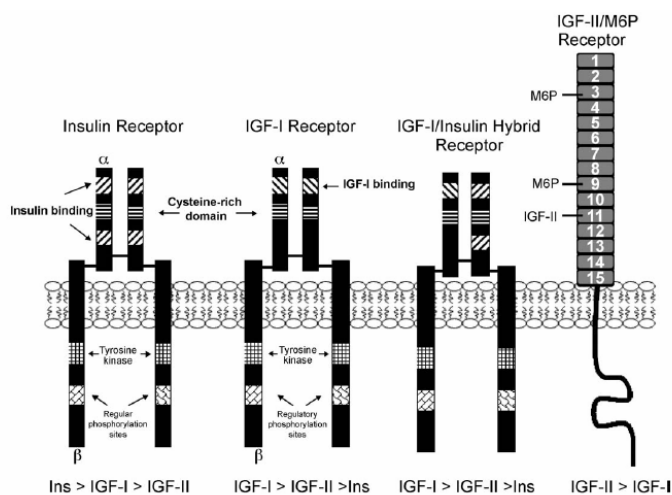 IGF-II/M6P
Receptor
Insulin Receptor
IGF-I Receptor
IGF-I/Insulin Hybrid
Receptor
α
α
Insulin binding
Cysteine-rich
domain
IGF-I binding
M6P
M6P
IGF-II
1
2
3
4
5
6
7
8
9
10
11
12
13
14
15
Tyrosine
kinase
Tyrosine
kinase
Regular
phosphorylation
sites
Regulatory
phosphorylation
sites
β
β
Ins > IGF-I > IGF-II
IGF-I > IGF-II >Ins
IGF-I > IGF-II >Ins
IGF-II > IGF-I